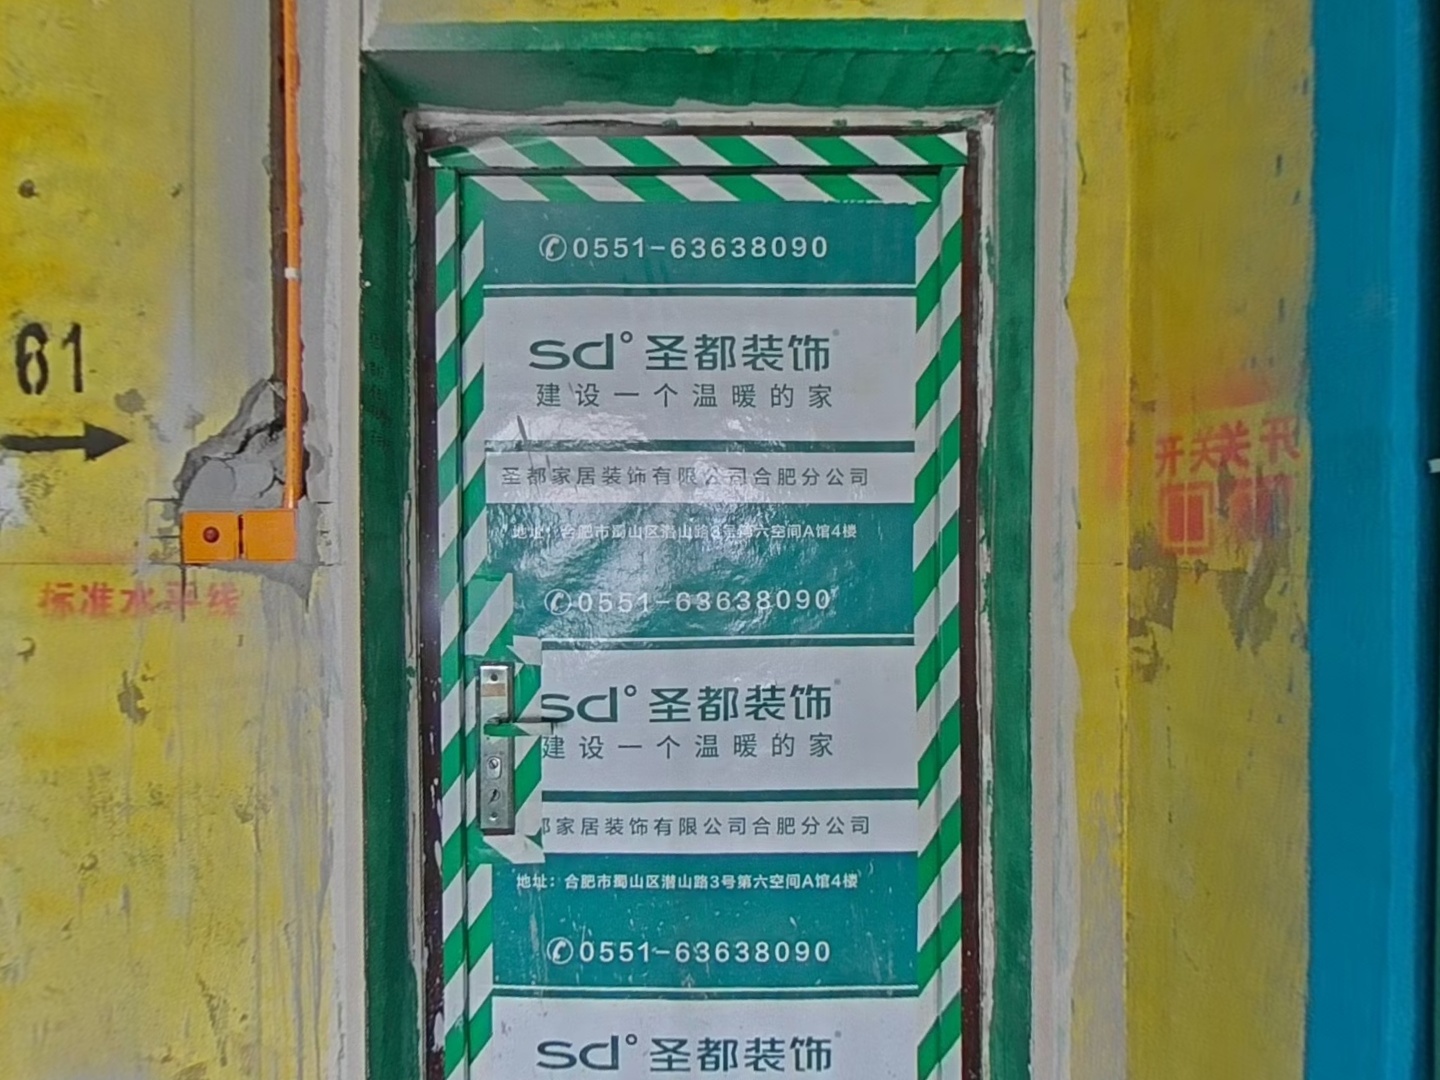 0551-63638090
61
sd°圣都装饰
建设一个温暖的家
开关关开
圣都家居装饰有限公司合肥分公司
地址：合肥市蜀山区潜山路3号第六空间A馆4楼
0551-63638090
标准水平线
sd°圣都装饰
建设一个温暖的家
家居装饰有限公司合肥分公司
地址：合肥市蜀山区潜山路3号第六空间A馆4楼
0551-63638090
sd°圣都装饰